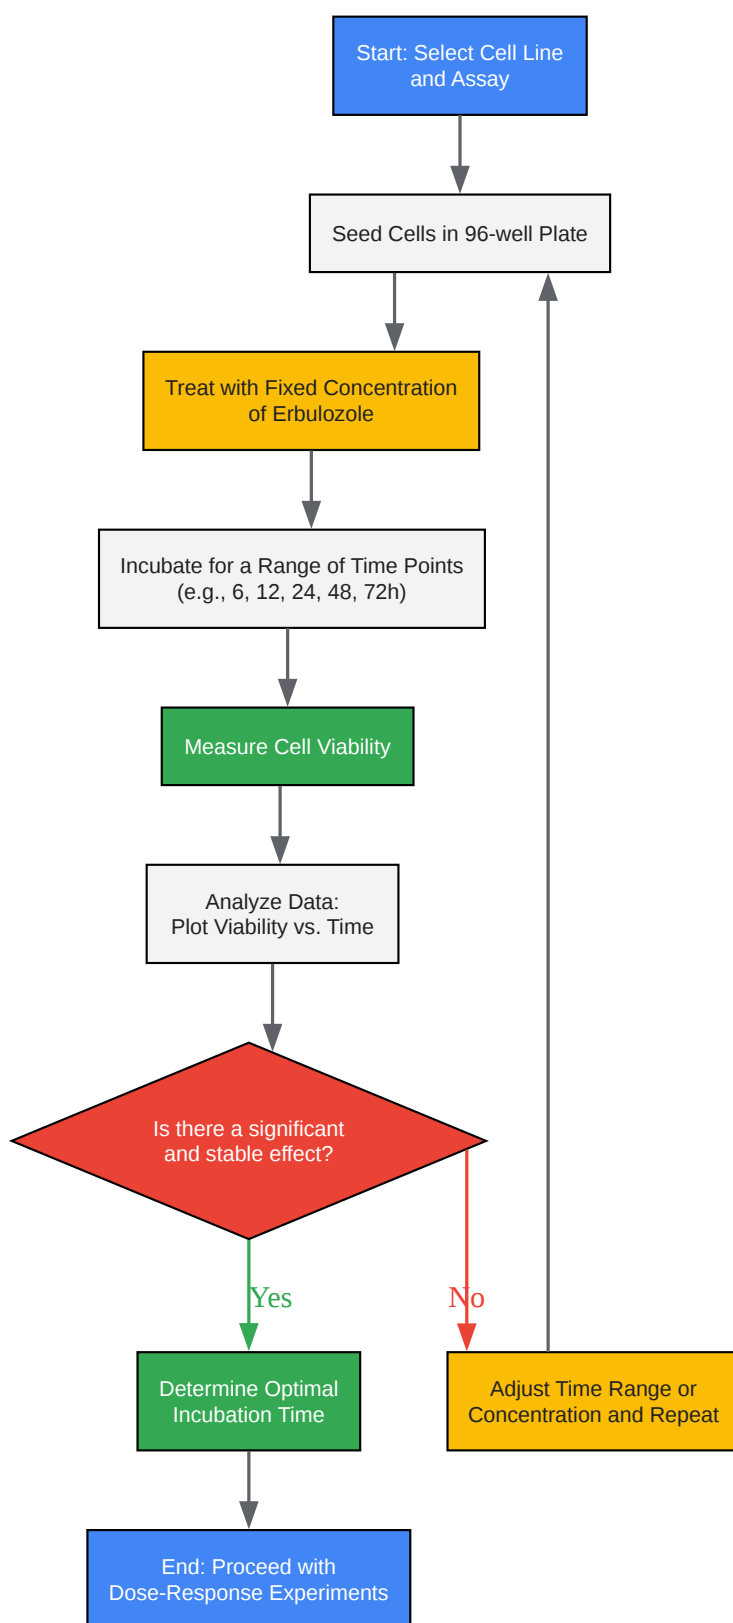 Start: Select Cell Line
and Assay
Seed Cells in 96-well Plate
Treat with Fixed Concentration
of Erbulozole
Incubate for a Range of Time Points
(e.g., 6, 12, 24, 48, 72h)
Measure Cell Viability
Analyze Data:
Plot Viability vs. Time
Is there a significant
and stable effect?
Yes
No
Determine Optimal
Incubation Time
Adjust Time Range or
Concentration and Repeat
End: Proceed with
Dose-Response Experiments